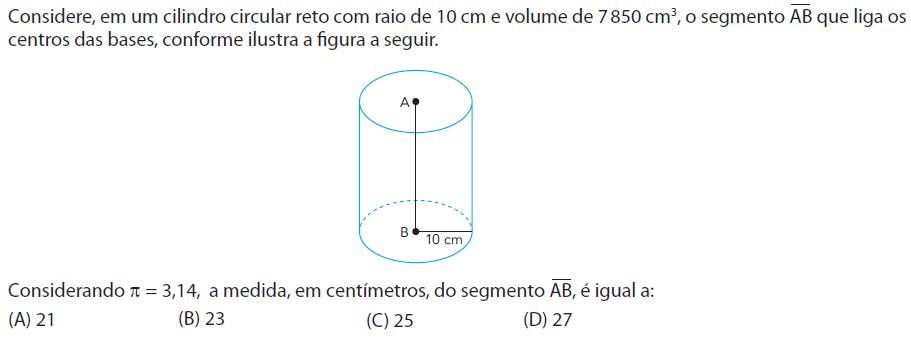 Considere, em um cilindro circular reto com raio de 10 cm e volume de 7 850 cm³, o segmento A̅B̅ que liga os
centros das bases, conforme ilustra a figura a seguir.
A
B
10 cm
Considerando π = 3,14, a medida, em centímetros, do segmento A̅B̅, é igual a:
(A) 21 (B) 23 (C) 25 (D) 27